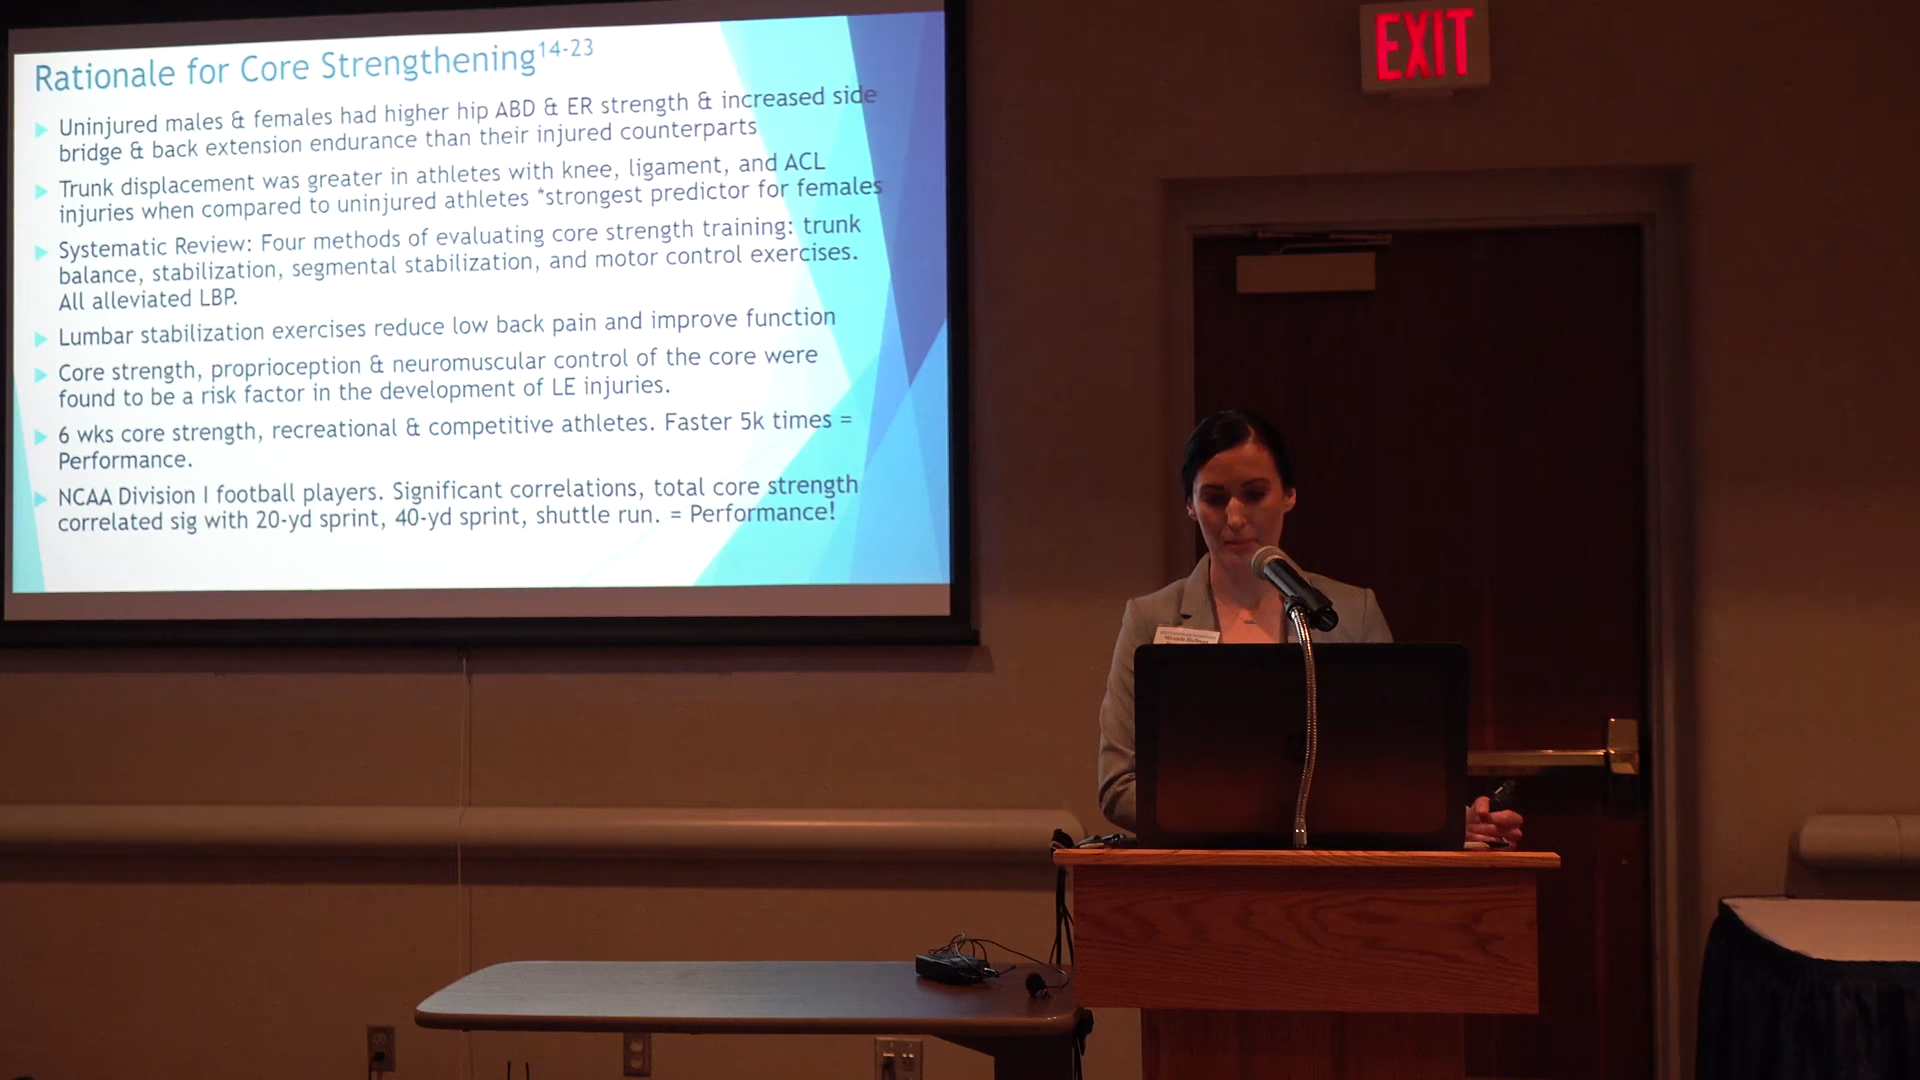 Rationale for Core Strengthening14-23
Uninjured males & females had higher hip ABD & ER strength & increased side
bridge & back extension endurance than their injured counterparts
Trunk displacement was greater in athletes with knee, ligament, and ACL
injuries when compared to uninjured athletes *strongest predictor for females
Systematic Review: Four methods of evaluating core strength training: trunk
balance, stabilization, segmental stabilization, and motor control exercises.
All alleviated LBP.
Lumbar stabilization exercises reduce low back pain and improve function
Core strength, proprioception & neuromuscular control of the core were
found to be a risk factor in the development of LE injuries.
6 wks core strength, recreational & competitive athletes. Faster 5k times =
Performance.
NCAA Division I football players. Significant correlations, total core strength
correlated sig with 20-yd sprint, 40-yd sprint, shuttle run. = Performance!
EXIT